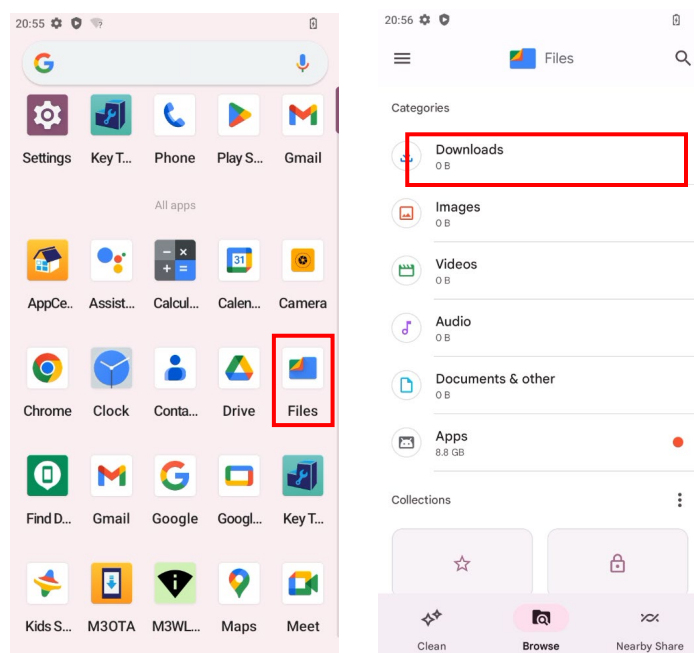 20:55
Settings Key T... Phone Play S... Gmail
All apps
31
AppCe.. Assist... Calcul... Calen... Camera
Chrome Clock Conta... Drive Files
Find D... Gmail Google Googl... Key T...
Kids S... M3OTA M3WL... Maps Meet
20:56
Files
Categories
Downloads
0 B
Images
0 B
Videos
0 B
Audio
0 B
Documents & other
0 B
Apps
8.8 GB
Collections
Clean Browse Nearby Share